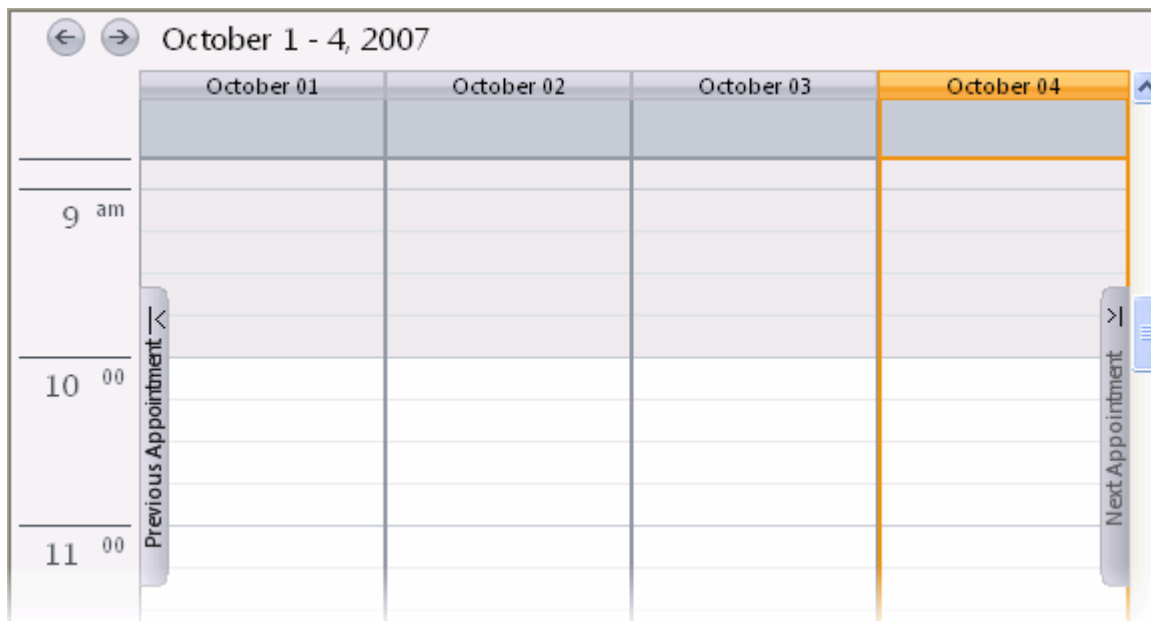 October 1 - 4, 2007
October 01 October 02 October 03 October 04
9 am
10 00
11 00
Previous Appointment
Next Appointment